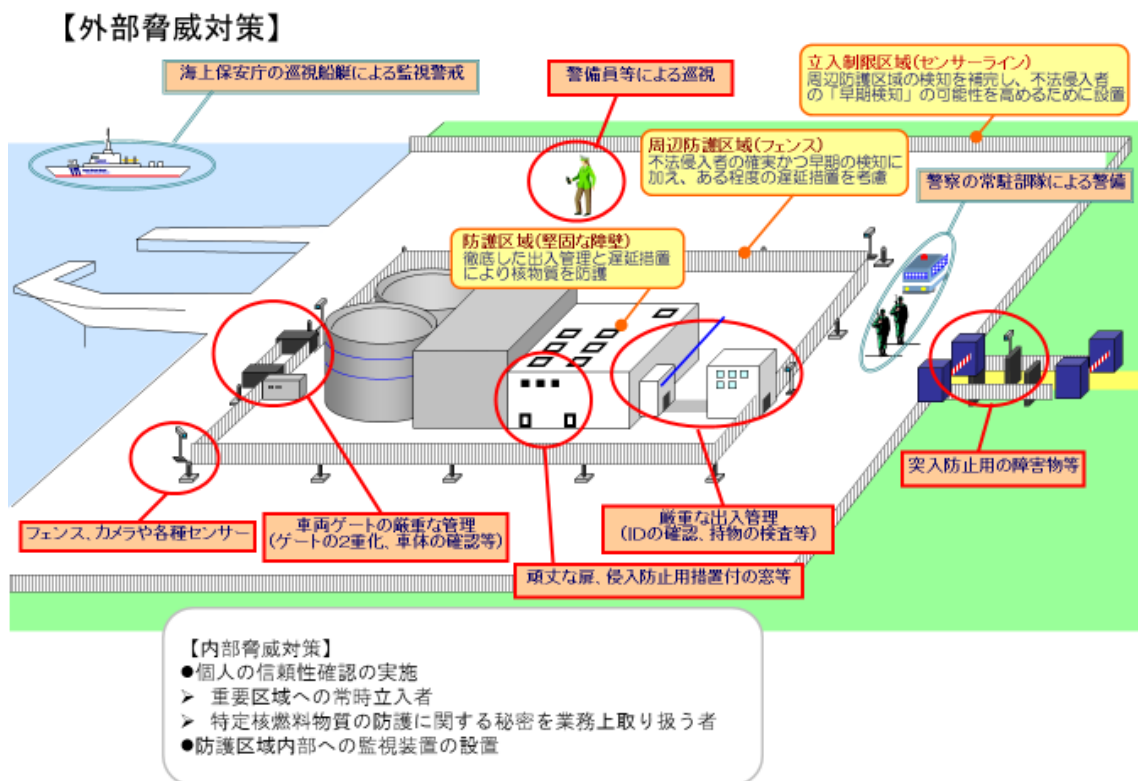 【外部脅威対策】
海上保安庁の巡視船艇による監視警戒
警備員等による巡視
立入制限区域(センサーライン)
周辺防護区域の検知を補完し、不法侵入者
の「早期検知」の可能性を高めるために設置
周辺防護区域(フェンス)
不法侵入者の確実かつ早期の検知に
加え、ある程度の遅延措置を考慮
警察の常駐部隊による警備
防護区域(堅固な障壁)
徹底した出入管理と遅延措置
により核物質を防護
突入防止用の障害物等
フェンス、カメラや各種センサー
車両ゲートの厳重な管理
(ゲートの2重化、車体の確認等)
厳重な出入管理
(IDの確認、持物の検査等)
頑丈な扉、侵入防止用措置付の窓等
【内部脅威対策】
●個人の信頼性確認の実施
➢ 重要区域への常時立入者
➢ 特定核燃料物質の防護に関する秘密を業務上取り扱う者
●防護区域内部への監視装置の設置